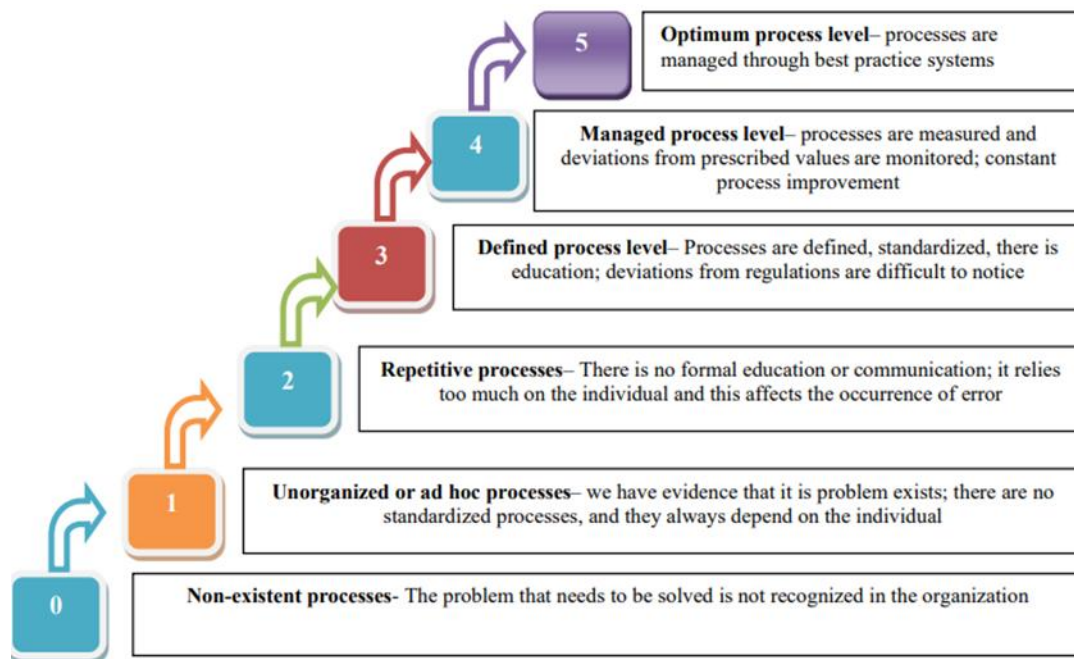 5
Optimum process level– processes are
managed through best practice systems
4
Managed process level– processes are measured and
deviations from prescribed values are monitored; constant
process improvement
3
Defined process level– Processes are defined, standardized, there is
education; deviations from regulations are difficult to notice
2
Repetitive processes– There is no formal education or communication; it relies
too much on the individual and this affects the occurrence of error
1
Unorganized or ad hoc processes– we have evidence that it is problem exists; there are no
standardized processes, and they always depend on the individual
0
Non-existent processes- The problem that needs to be solved is not recognized in the organization